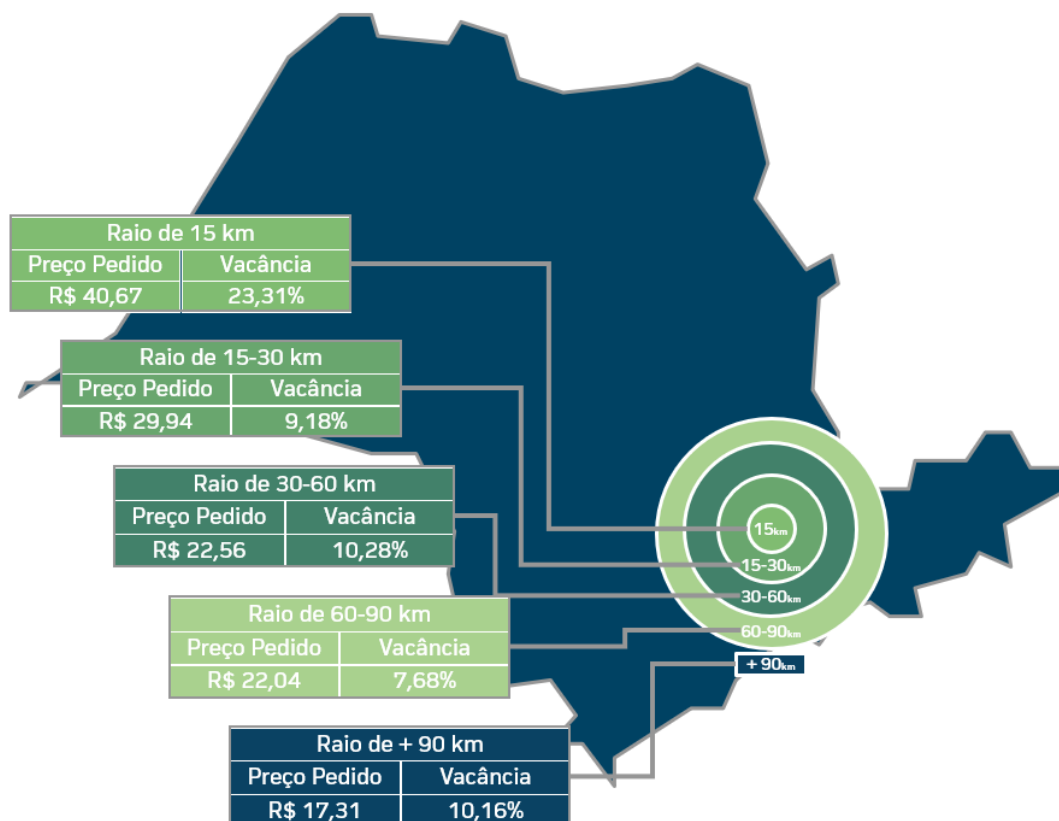 Raio de 15 km
Preço Pedido Vacância
R$ 40,67 23,31%
Raio de 15-30 km
Preço Pedido Vacância
R$ 29,94 9,18%
Raio de 30-60 km
Preço Pedido Vacância
R$ 22,56 10,28%
Raio de 60-90 km
Preço Pedido Vacância
R$ 22,04 7,68%
Raio de + 90 km
Preço Pedido Vacância
R$ 17,31 10,16%
15km
15-30km
30-60km
60-90km
+ 90km